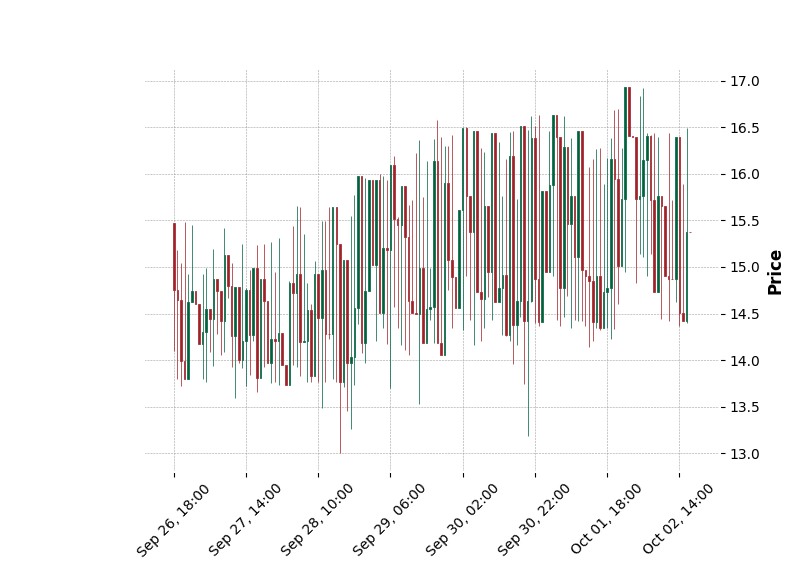 17.0
16.5
16.0
15.5
15.0
14.5
14.0
13.5
13.0
Price
Sep 26, 18:00
Sep 27, 14:00
Sep 28, 10:00
Sep 29, 06:00
Sep 30, 02:00
Sep 30, 22:00
Oct 01, 18:00
Oct 02, 14:00